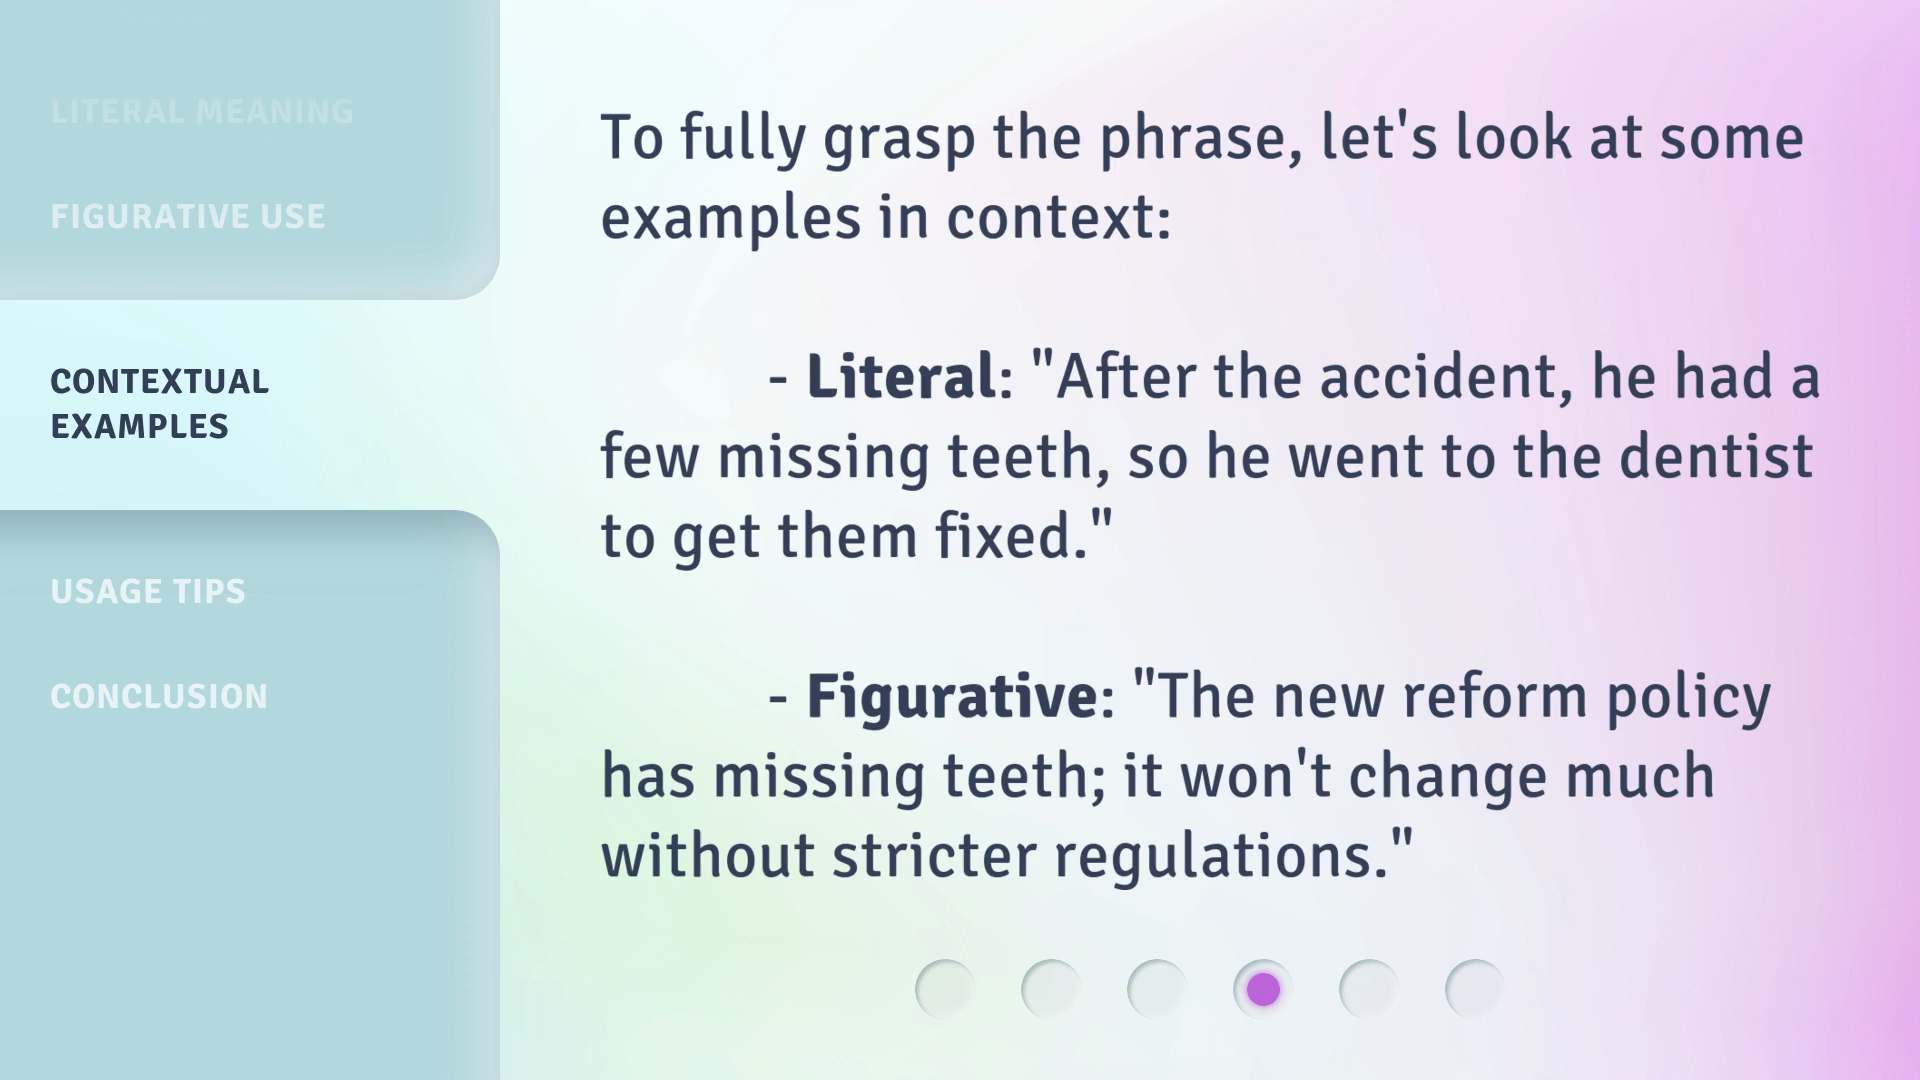 LITERAL MEANING
FIGURATIVE USE
CONTEXTUAL
EXAMPLES
USAGE TIPS
CONCLUSION
To fully grasp the phrase, let's look at some
examples in context:
- Literal: "After the accident, he had a
few missing teeth, so he went to the dentist
to get them fixed."
- Figurative: "The new reform policy
has missing teeth; it won't change much
without stricter regulations."